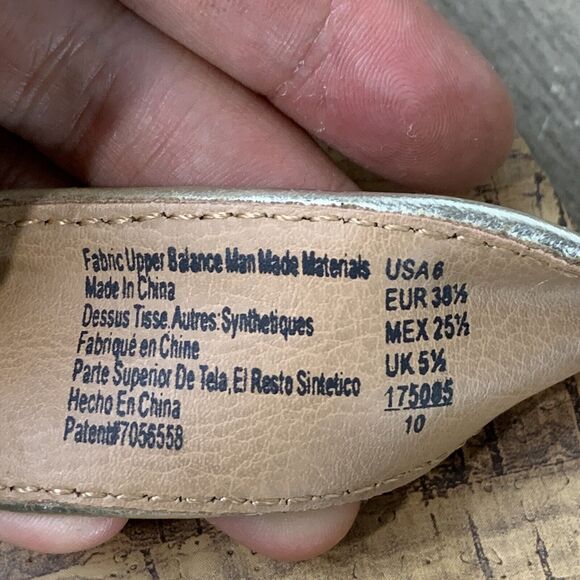 Fabric Upper Balance Man Made Materials
Made In China
Dessus Tisse.Autres:Synthetiques
Fabriqué en Chine
Parte Superior De Tela,El Resto Sintetico
Hecho En China
Patent#7056558
USA 6
EUR 38½
MEX 25½
UK 5½
175085
10